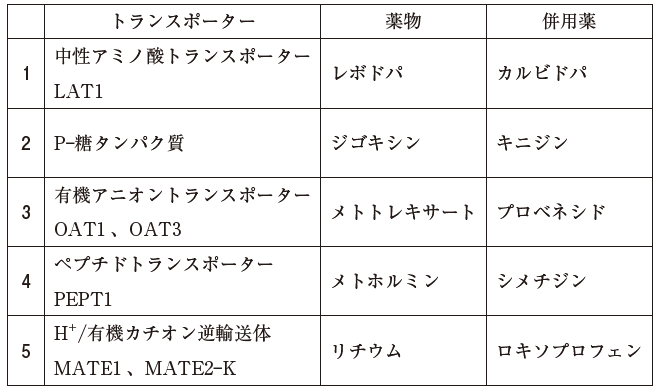 トランスポーター 薬物 併用薬
1 中性アミノ酸トランスポーター レボドパ カルビドパ
LAT1
2 P-糖タンパク質 ジゴキシン キニジン
3 有機アニオントランスポーター メトトレキサート プロベネシド
OAT1、OAT3
4 ペプチドトランスポーター メトホルミン シメチジン
PEPT1
5 H⁺/有機カチオン逆輸送体 リチウム ロキソプロフェン
MATE1、MATE2-K